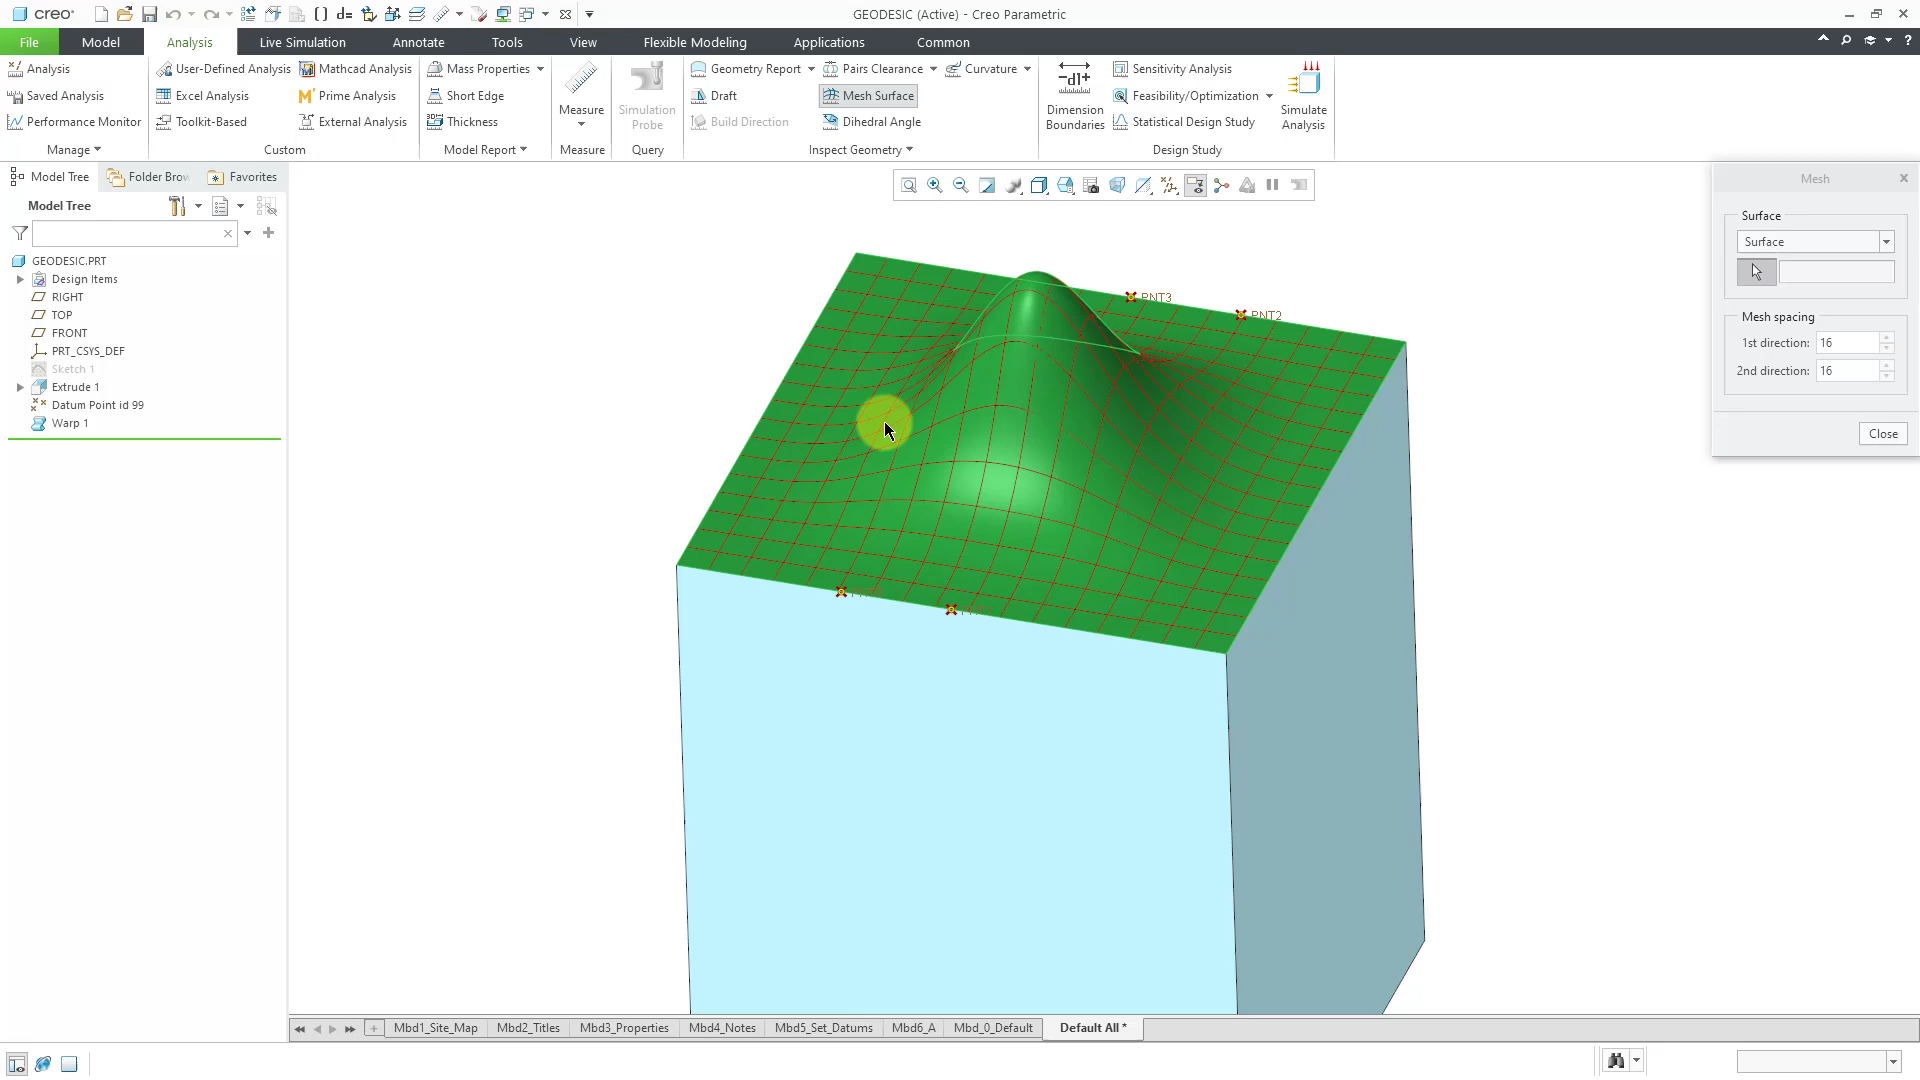 creo
GEODESIC (Active) - Creo Parametric
File Model Analysis Live Simulation Annotate Tools View Flexible Modeling Applications Common
Analysis
Saved Analysis
Performance Monitor
Manage
User-Defined Analysis
Mathcad Analysis
Excel Analysis
Prime Analysis
Toolkit-Based
External Analysis
Custom
Mass Properties
Short Edge
Thickness
Model Report
Measure
Measure
Simulation
Probe
Query
Geometry Report
Pairs Clearance
Curvature
Draft
Mesh Surface
Build Direction
Dihedral Angle
Inspect Geometry
Dimension
Boundaries
Sensitivity Analysis
Feasibility/Optimization
Statistical Design Study
Simulate
Analysis
Design Study
Model Tree
Folder Brow
Favorites
Model Tree
GEODESIC.PRT
Design Items
RIGHT
TOP
FRONT
PRT_CSYS_DEF
Sketch 1
Extrude 1
Datum Point id 99
Warp 1
PNT3
PNT2
Mesh
Surface
Surface
Mesh spacing
1st direction: 16
2nd direction: 16
Close
Mbd1_Site_Map Mbd2_Titles Mbd3_Properties Mbd4_Notes Mbd5_Set_Datums Mbd6_A Mbd_0_Default Default All *